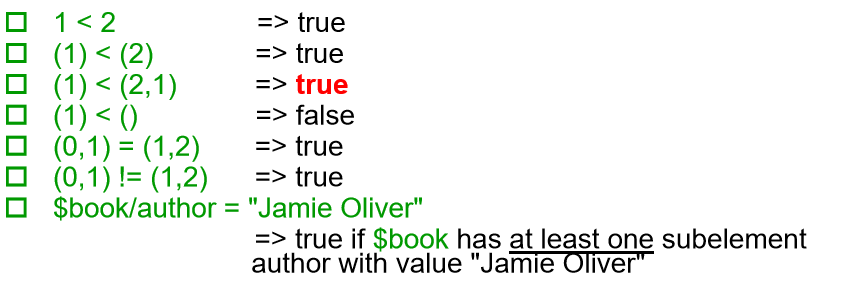 1 < 2 => true
(1) < (2) => true
(1) < (2,1) => true
(1) < () => false
(0,1) = (1,2) => true
(0,1) != (1,2) => true
$book/author = "Jamie Oliver"
=> true if $book has at least one subelement
author with value "Jamie Oliver"